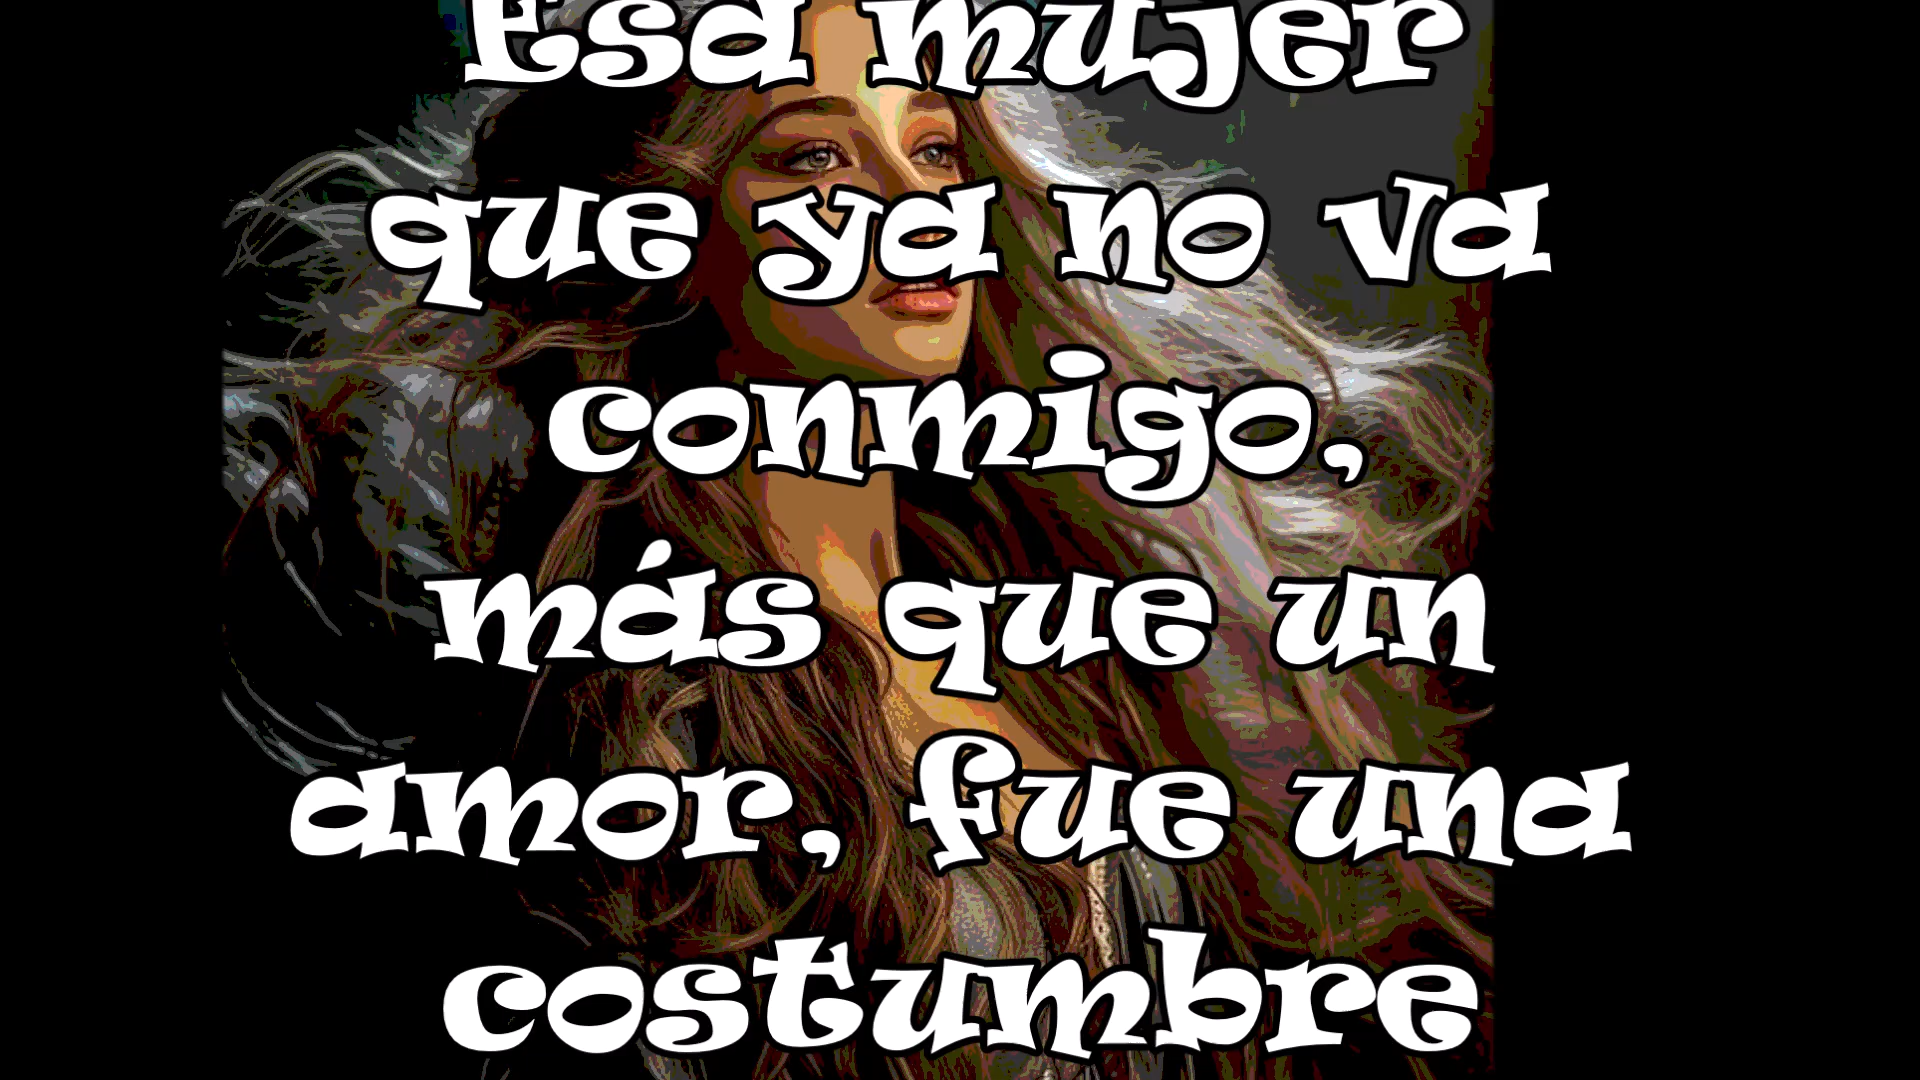 Esa mujer
que ya no va
conmigo,
más que un
amor, fue una
costumbre